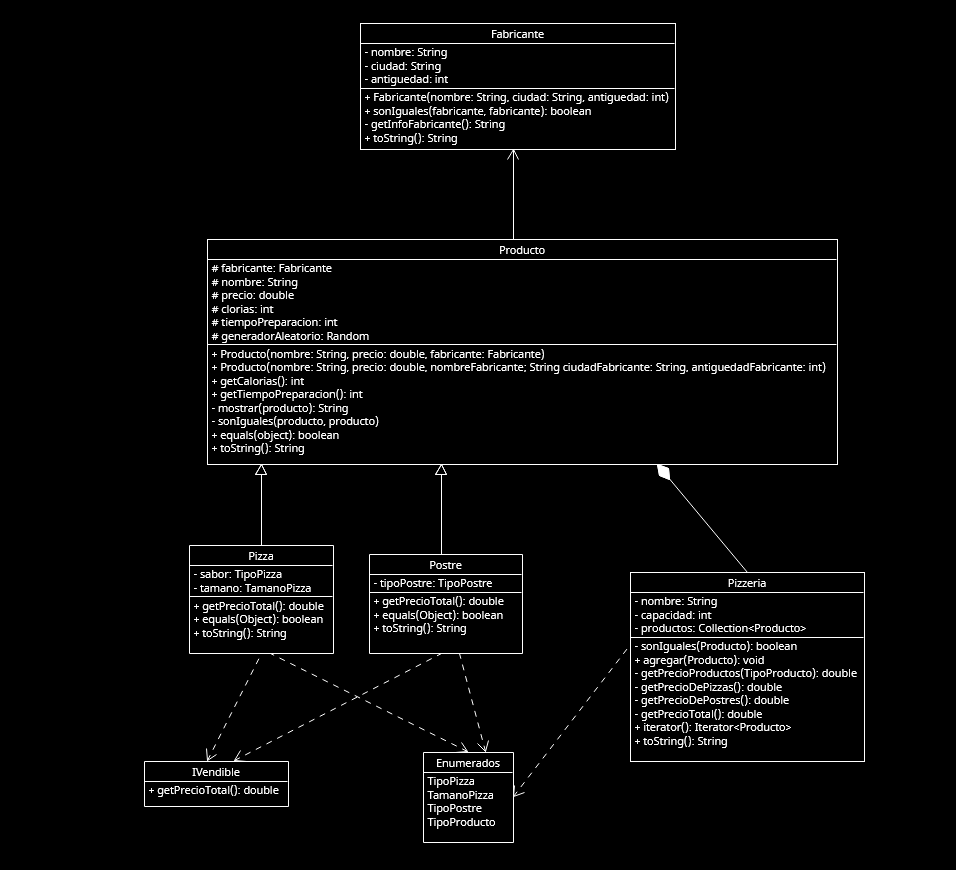 Fabricante
- nombre: String
- ciudad: String
- antiguedad: int
+ Fabricante(nombre: String, ciudad: String, antiguedad: int)
+ sonIguales(fabricante, fabricante): boolean
- getInfoFabricante(): String
+ toString(): String
Producto
# fabricante: Fabricante
# nombre: String
# precio: double
# clorias: int
# tiempoPreparacion: int
# generadorAleatorio: Random
+ Producto(nombre: String, precio: double, fabricante: Fabricante)
+ Producto(nombre: String, precio: double, nombreFabricante; String ciudadFabricante: String, antiguedadFabricante: int)
+ getCalorias(): int
+ getTiempoPreparacion(): int
- mostrar(producto): String
- sonIguales(producto, producto)
+ equals(object): boolean
+ toString(): String
Pizza
- sabor: TipoPizza
- tamano: TamanoPizza
+ getPrecioTotal(): double
+ equals(Object): boolean
+ toString(): String
Postre
- tipoPostre: TipoPostre
+ getPrecioTotal(): double
+ equals(Object): boolean
+ toString(): String
Pizzeria
- nombre: String
- capacidad: int
- productos: Collection<Producto>
- sonIguales(Producto): boolean
+ agregar(Producto): void
- getPrecioProductos(TipoProducto): double
- getPrecioDePizzas(): double
- getPrecioDePostres(): double
- getPrecioTotal(): double
+ iterator(): Iterator<Producto>
+ toString(): String
IVendible
+ getPrecioTotal(): double
Enumerados
TipoPizza
TamanoPizza
TipoPostre
TipoProducto